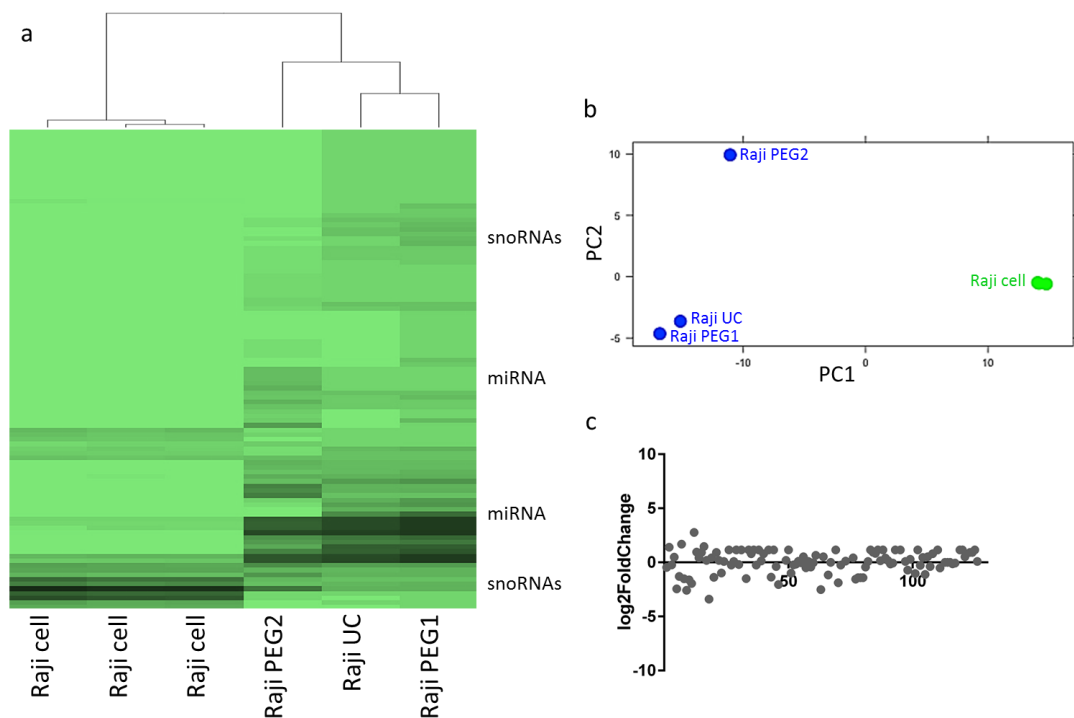 a
snoRNAs
miRNA
miRNA
snoRNAs
Raji cell
Raji cell
Raji cell
Raji PEG2
Raji UC
Raji PEG1
b
10
5
0
-5
PC2
Raji PEG2
Raji cell
Raji UC
Raji PEG1
-10
0
10
PC1
c
10
5
0
-5
-10
log2FoldChange
50
100